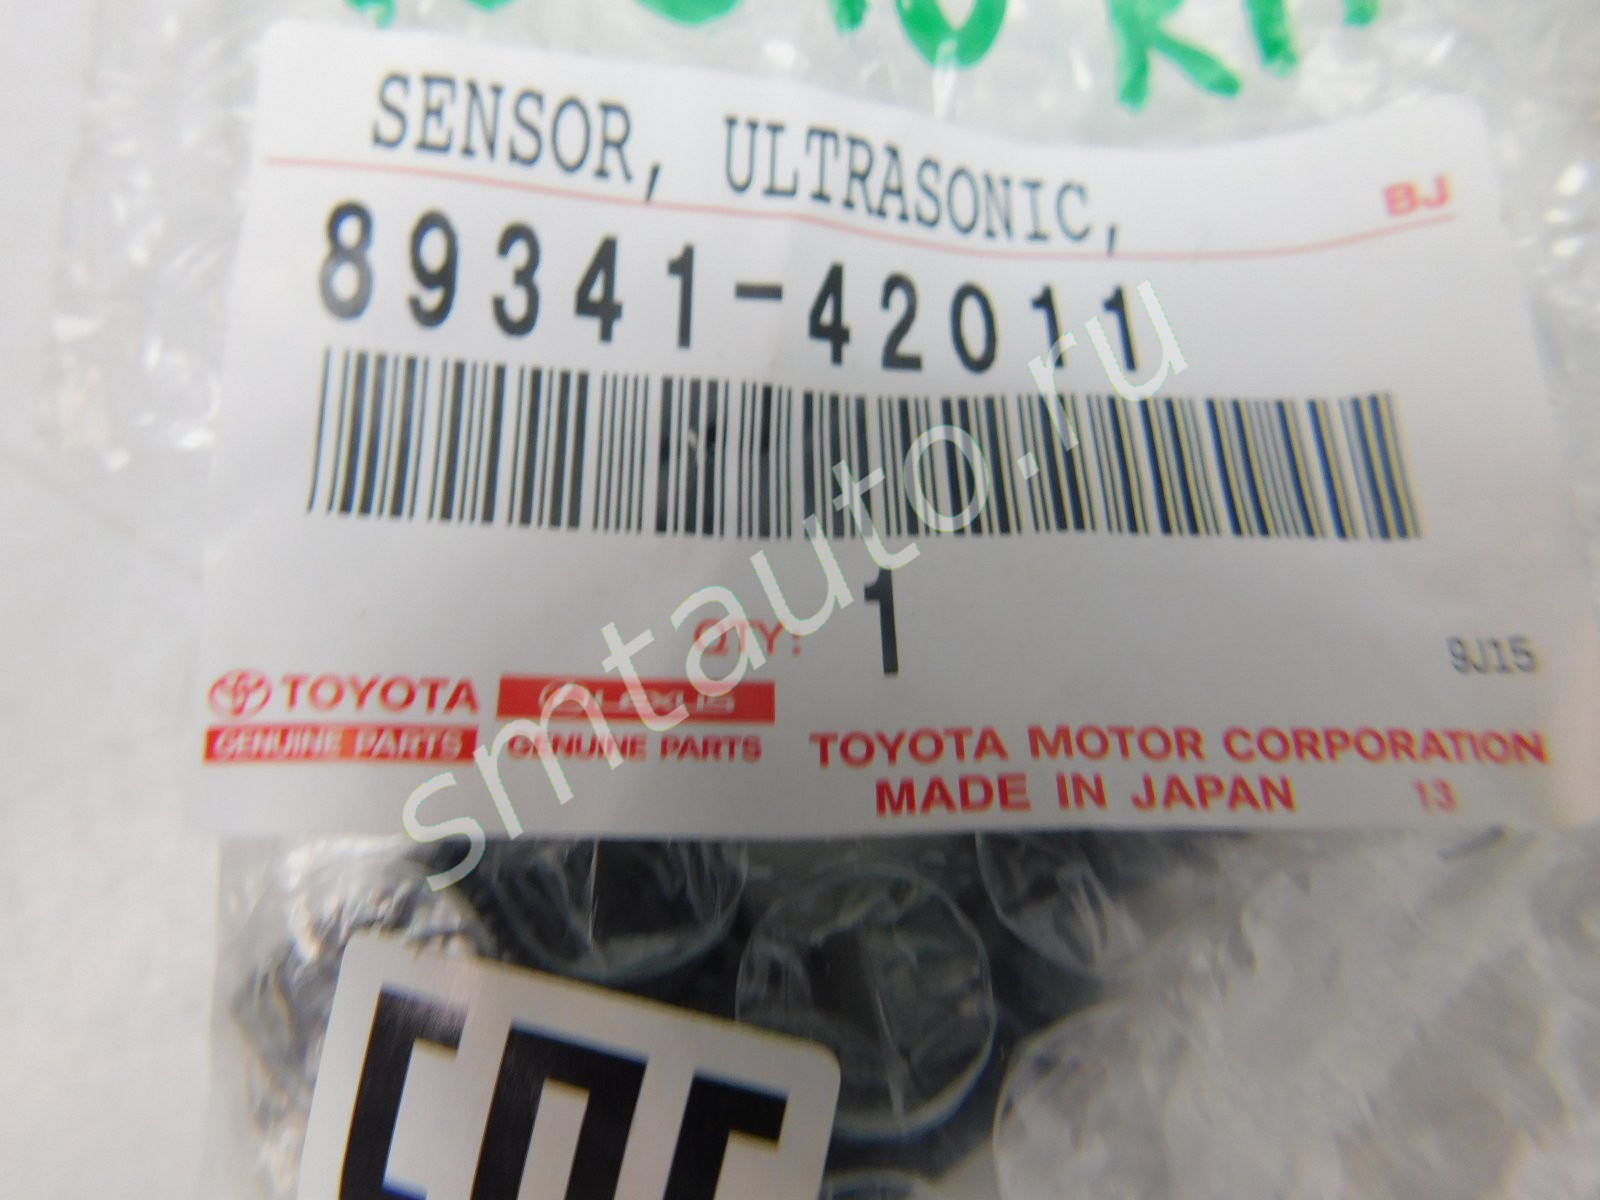 SENSOR, ULTRASONIC,
BJ
89341-42011
QTY: 1
9J15
TOYOTA LEXUS
GENUINE PARTS GENUINE PARTS
TOYOTA MOTOR CORPORATION
MADE IN JAPAN 13
smtauto.ru